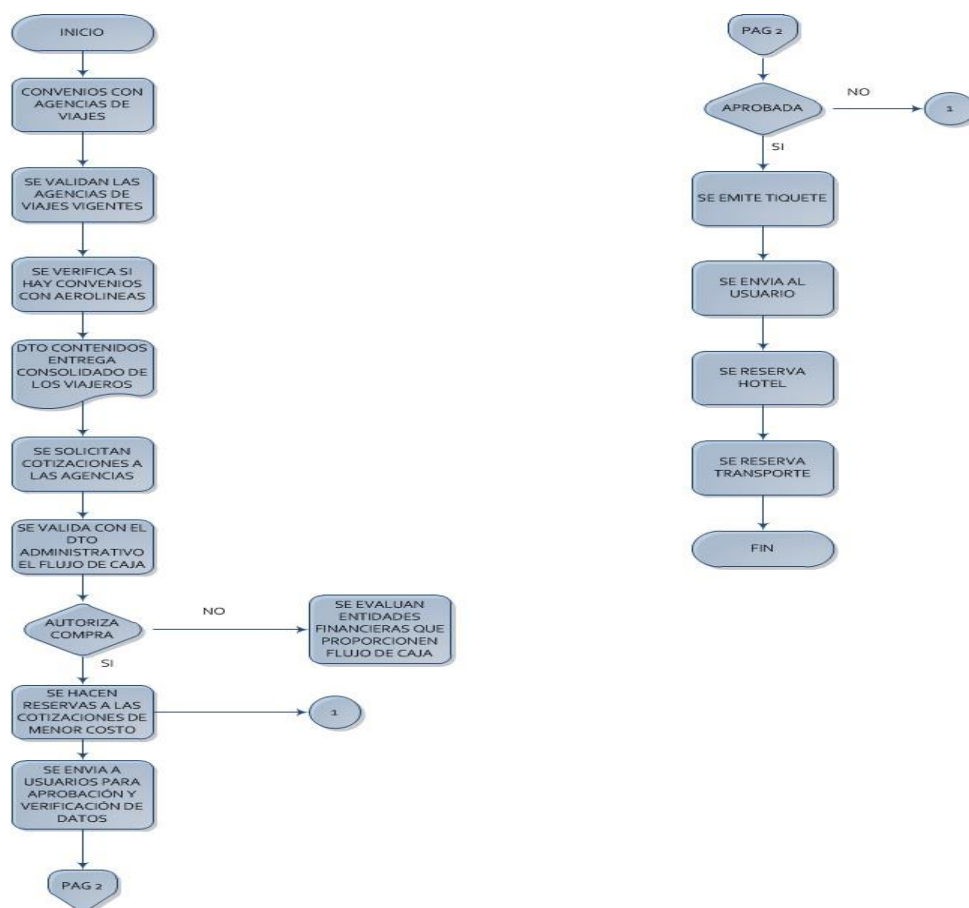 INICIO
CONVENIOS CON
AGENCIAS DE
VIAJES
SE VALIDAN LAS
AGENCIAS DE
VIAJES VIGENTES
SE VERIFICA SI
HAY CONVENIOS
CON AEROLINEAS
DTO CONTENIDOS
ENTREGA
CONSOLIDADO DE
LOS VIAJEROS
SE SOLICITAN
COTIZACIONES A
LAS AGENCIAS
SE VALIDA CON EL
DTO
ADMINISTRATIVO
EL FLUJO DE CAJA
AUTORIZA
COMPRA
NO
SE EVALUAN
ENTIDADES
FINANCIERAS QUE
PROPORCIONEN
FLUJO DE CAJA
SI
SE HACEN
RESERVAS A LAS
COTIZACIONES DE
MENOR COSTO
1
SE ENVIA A
USUARIOS PARA
APROBACIÓN Y
VERIFICACIÓN DE
DATOS
PAG 2
PAG 2
APROBADA
NO
1
SI
SE EMITE TIQUETE
SE ENVIA AL
USUARIO
SE RESERVA
HOTEL
SE RESERVA
TRANSPORTE
FIN